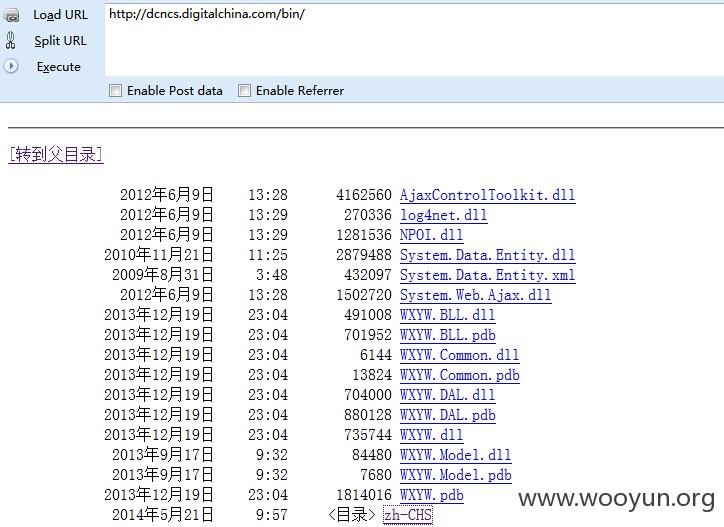 Load URL http://dcncs.digitalchina.com/bin/
Split URL
Execute
Enable Post data Enable Referrer
[转到父目录]
2012年6月9日 13:28 4162560 AjaxControlToolkit.dll
2012年6月9日 13:29 270336 log4net.dll
2012年6月9日 13:29 1281536 NPOI.dll
2010年11月21日 11:25 2879488 System.Data.Entity.dll
2009年8月31日 3:48 432097 System.Data.Entity.xml
2012年6月9日 13:28 1502720 System.Web.Ajax.dll
2013年12月19日 23:04 491008 WXYW.BLL.dll
2013年12月19日 23:04 701952 WXYW.BLL.pdb
2013年12月19日 23:04 6144 WXYW.Common.dll
2013年12月19日 23:04 13824 WXYW.Common.pdb
2013年12月19日 23:04 704000 WXYW.DAL.dll
2013年12月19日 23:04 880128 WXYW.DAL.pdb
2013年12月19日 23:04 735744 WXYW.dll
2013年9月17日 9:32 84480 WXYW.Model.dll
2013年9月17日 9:32 7680 WXYW.Model.pdb
2013年12月19日 23:04 1814016 WXYW.pdb
2014年5月21日 9:57 <目录> zh-CHS
www.wooyun.org